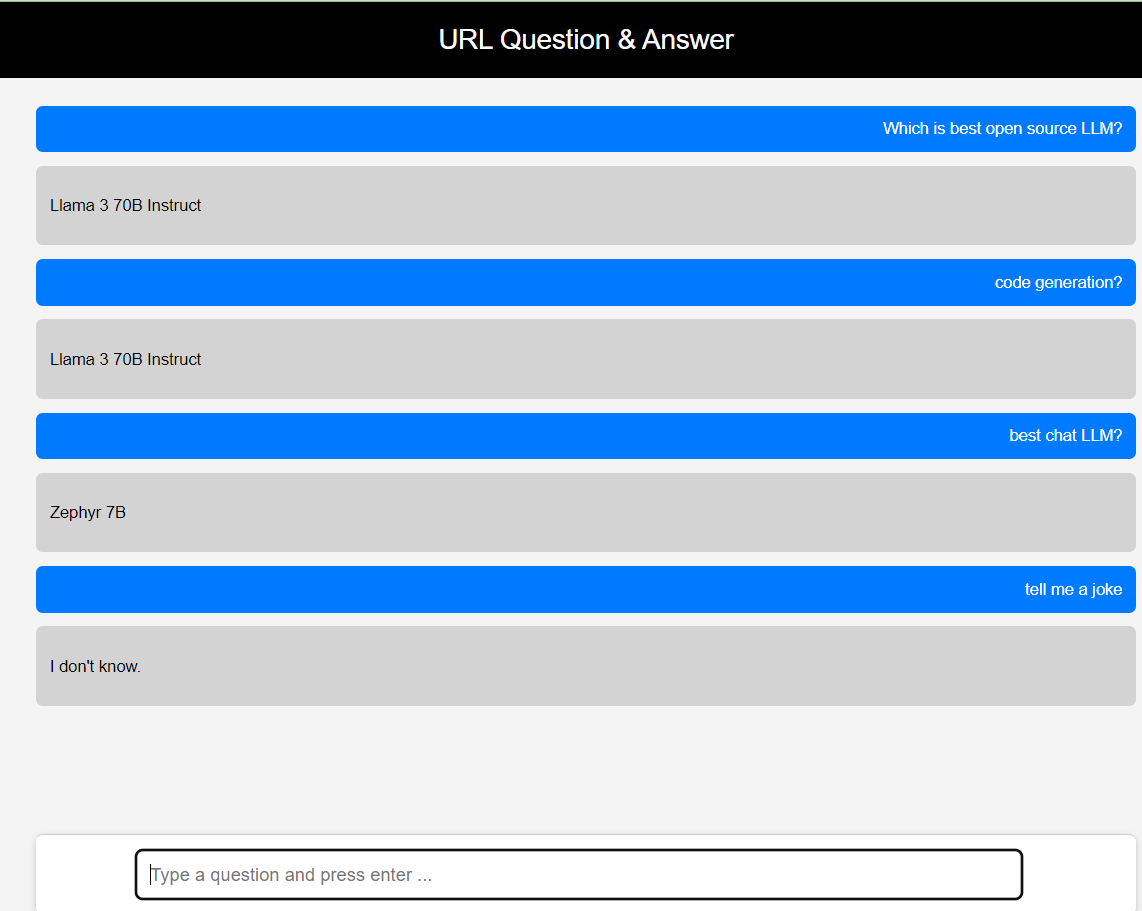 URL Question & Answer
Which is best open source LLM?
Llama 3 70B Instruct
code generation?
Llama 3 70B Instruct
best chat LLM?
Zephyr 7B
tell me a joke
I don't know.
Type a question and press enter ...